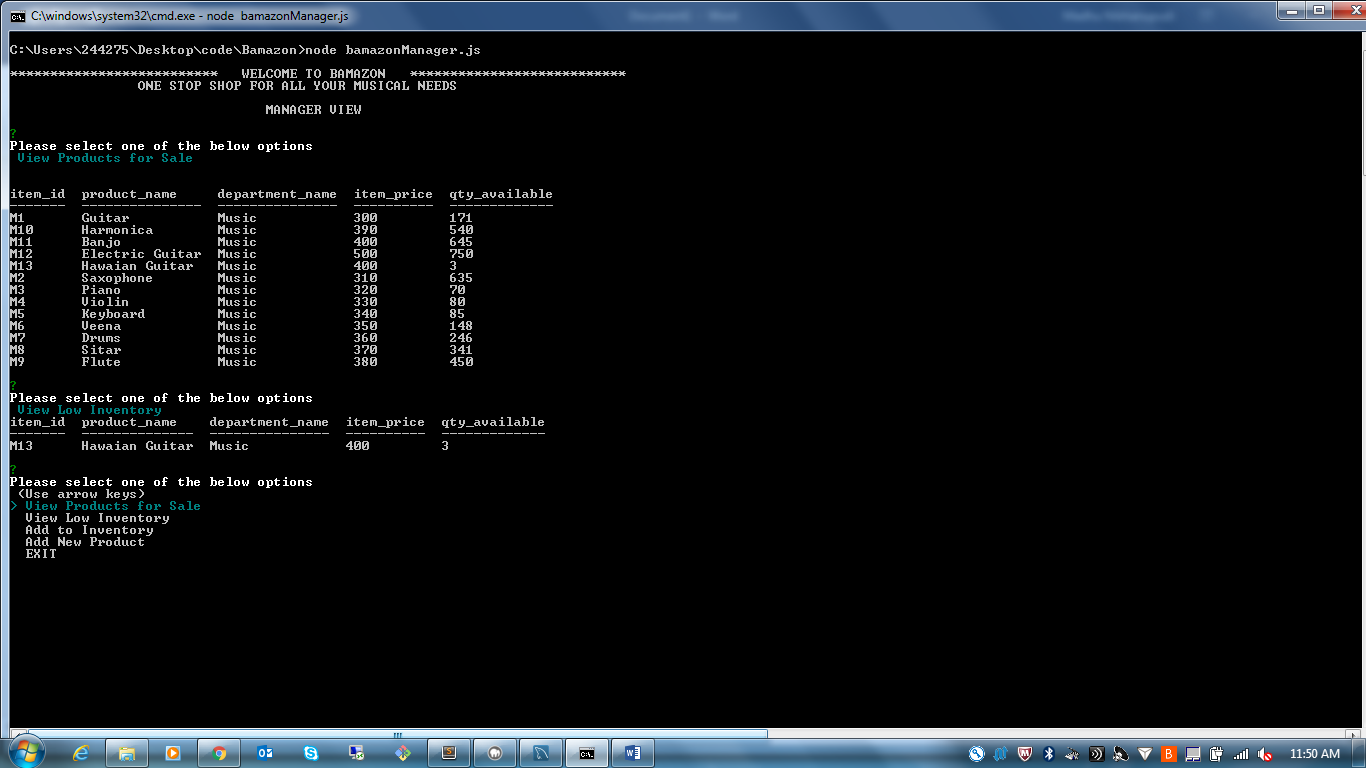 C:\windows\system32\cmd.exe - node  bamazonManager.js
C:\Users\244275\Desktop\code\Bamazon>node bamazonManager.js
************************** WELCOME TO BAMAZON ***************************
ONE STOP SHOP FOR ALL YOUR MUSICAL NEEDS
MANAGER VIEW
?
Please select one of the below options
View Products for Sale
item_id  product_name     department_name  item_price  qty_available
-------  ---------------  ---------------  ----------  -------------
M1       Guitar           Music            300         171
M10      Harmonica        Music            390         540
M11      Banjo            Music            400         645
M12      Electric Guitar  Music            500         750
M13      Hawaian Guitar   Music            400         3
M2       Saxophone        Music            310         635
M3       Piano            Music            320         70
M4       Violin           Music            330         80
M5       Keyboard         Music            340         85
M6       Veena            Music            350         148
M7       Drums            Music            360         246
M8       Sitar            Music            370         341
M9       Flute            Music            380         450
?
Please select one of the below options
View Low Inventory
item_id  product_name    department_name  item_price  qty_available
-------  --------------  ---------------  ----------  -------------
M13      Hawaian Guitar  Music            400         3
?
Please select one of the below options
(Use arrow keys)
> View Products for Sale
View Low Inventory
Add to Inventory
Add New Product
EXIT
11:50 AM